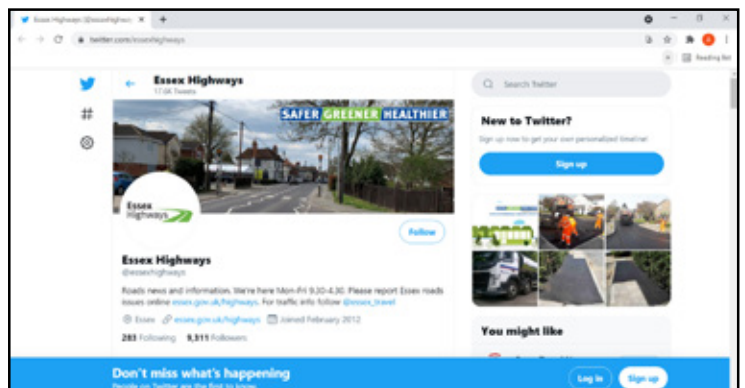 Essex Highways (@essexhighways
twitter.com/essexhighways
Reading list
Essex Highways
17.6K Tweets
SAFER GREENER HEALTHIER
Essex
Highways
Follow
Essex Highways
@essexhighways
Roads news and information. We're here Mon-Fri 9.30-4.30. Please report Essex roads
issues online essex.gov.uk/highways. For traffic info follow @essex_travel
Essex essex.gov.uk/highways Joined February 2012
283 Following 9,511 Followers
Search Twitter
New to Twitter?
Sign up now to get your own personalized timeline!
Sign up
You might like
Don't miss what's happening
People on Twitter are the first to know.
Log in
Sign up